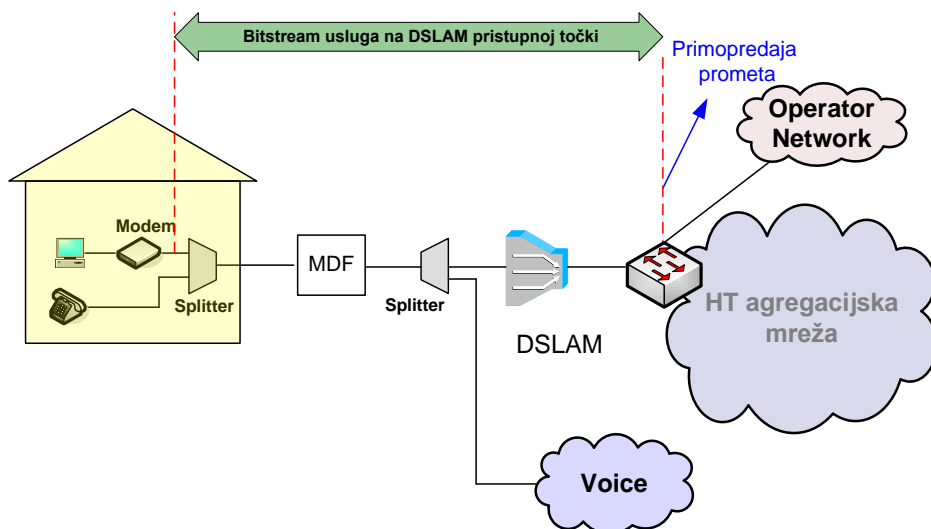 Bitstream usluga na DSLAM pristupnoj točki
Primopredaja
prometa
Operator
Network
Modem
Splitter
MDF
Splitter
DSLAM
HT agregacijska
mreža
Voice